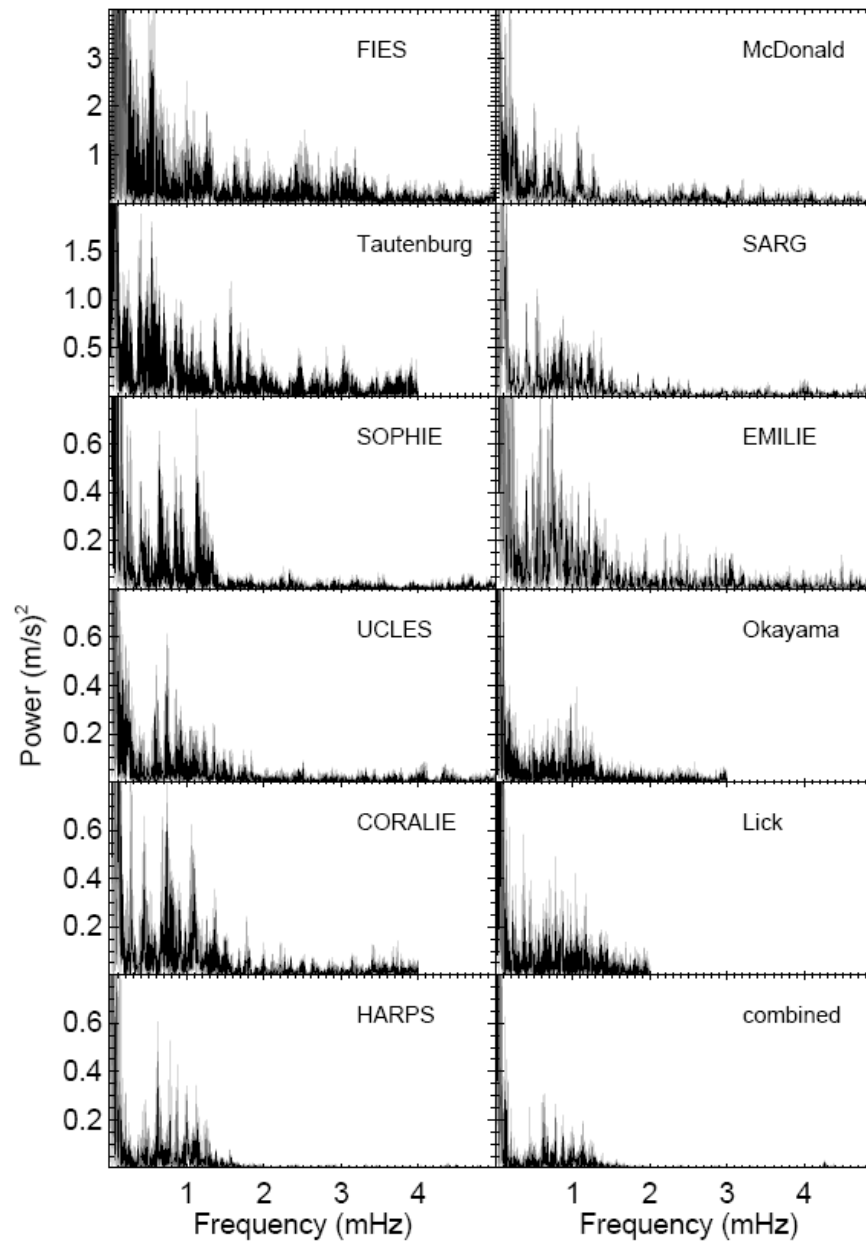 FIES
McDonald
3
2
1
Tautenburg
SARG
1.5
1.0
0.5
SOPHIE
EMILIE
0.6
0.4
0.2
UCLES
Okayama
0.6
0.4
0.2
CORALIE
Lick
0.6
0.4
0.2
HARPS
combined
0.6
0.4
0.2
Power (m/s)²
1 2 3 4
1 2 3 4
Frequency (mHz)
Frequency (mHz)